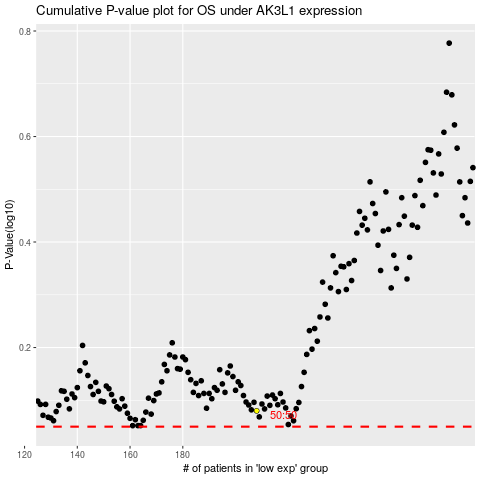 Cumulative P-value plot for OS under AK3L1 expression
P-Value(log10)
0.8
0.6
0.4
0.2
50:50
120 140 160 180
# of patients in 'low exp' group